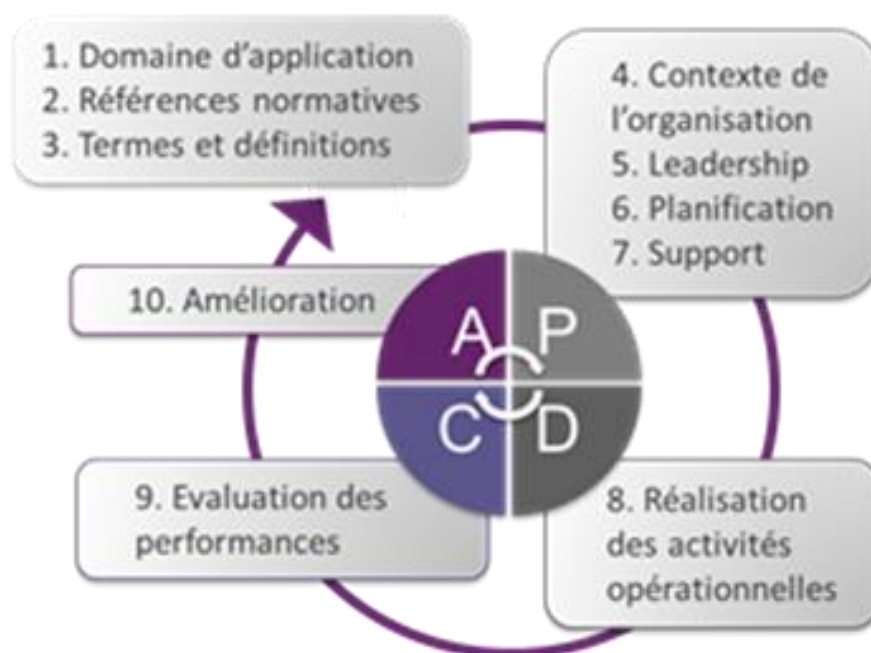 1. Domaine d'application
2. Références normatives
3. Termes et définitions
4. Contexte de
l'organisation
5. Leadership
6. Planification
7. Support
10. Amélioration
A P
C D
9. Evaluation des
performances
8. Réalisation
des activités
opérationnelles